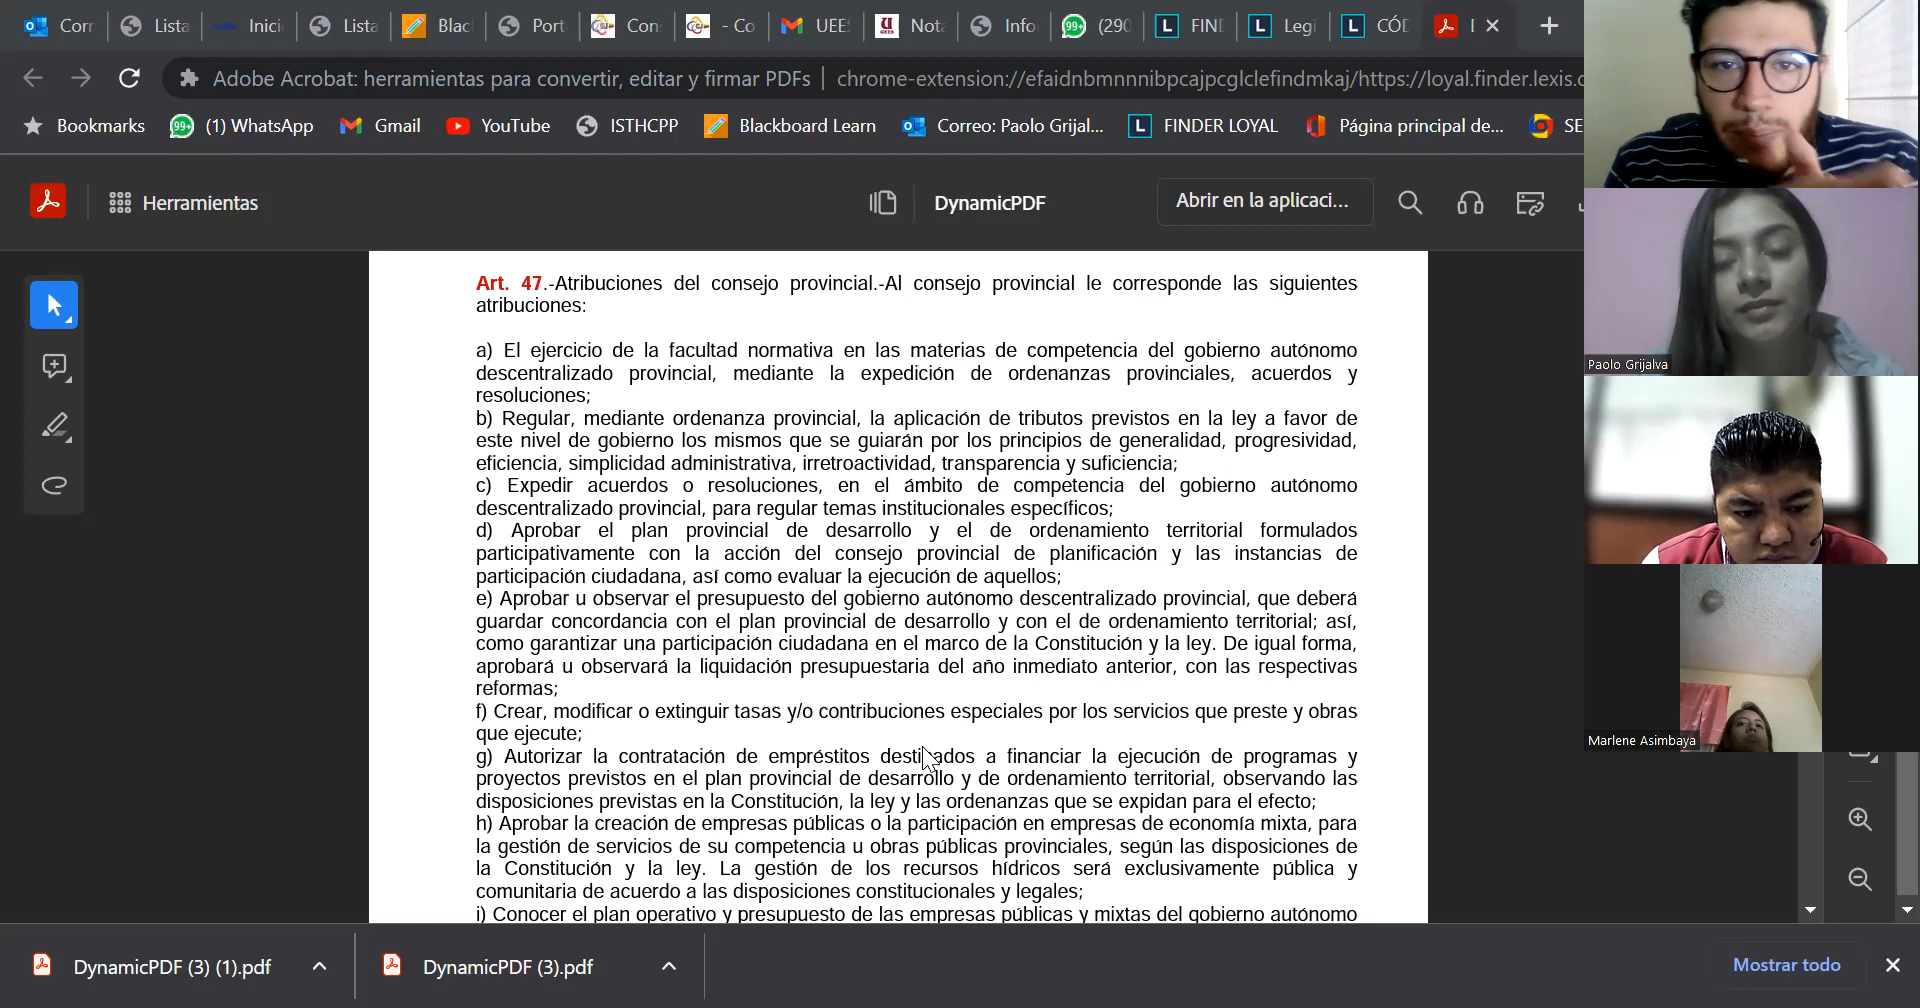 Corr
Lista
Inici
Lista
Blac
Port
Con
- Co
UEES
Nota
Info
(290
FIND
Legi
CÓD
Adobe Acrobat: herramientas para convertir, editar y firmar PDFs | chrome-extension://efaidnbmnnnibpcajpcglclefindmkaj/https://loyal.finder.lexis.c
Bookmarks
99+ (1) WhatsApp
Gmail
YouTube
ISTHCPP
Blackboard Learn
Correo: Paolo Grijal...
L FINDER LOYAL
Página principal de...
SE
Herramientas
DynamicPDF
Abrir en la aplicaci...
Art. 47.-Atribuciones del consejo provincial.-Al consejo provincial le corresponde las siguientes
atribuciones:
a) El ejercicio de la facultad normativa en las materias de competencia del gobierno autónomo
descentralizado provincial, mediante la expedición de ordenanzas provinciales, acuerdos y
resoluciones;
b) Regular, mediante ordenanza provincial, la aplicación de tributos previstos en la ley a favor de
este nivel de gobierno los mismos que se guiarán por los principios de generalidad, progresividad,
eficiencia, simplicidad administrativa, irretroactividad, transparencia y suficiencia;
c) Expedir acuerdos o resoluciones, en el ámbito de competencia del gobierno autónomo
descentralizado provincial, para regular temas institucionales específicos;
d) Aprobar el plan provincial de desarrollo y el de ordenamiento territorial formulados
participativamente con la acción del consejo provincial de planificación y las instancias de
participación ciudadana, así como evaluar la ejecución de aquellos;
e) Aprobar u observar el presupuesto del gobierno autónomo descentralizado provincial, que deberá
guardar concordancia con el plan provincial de desarrollo y con el de ordenamiento territorial; así,
como garantizar una participación ciudadana en el marco de la Constitución y la ley. De igual forma,
aprobará u observará la liquidación presupuestaria del año inmediato anterior, con las respectivas
reformas;
f) Crear, modificar o extinguir tasas y/o contribuciones especiales por los servicios que preste y obras
que ejecute;
g) Autorizar la contratación de empréstitos destinados a financiar la ejecución de programas y
proyectos previstos en el plan provincial de desarrollo y de ordenamiento territorial, observando las
disposiciones previstas en la Constitución, la ley y las ordenanzas que se expidan para el efecto;
h) Aprobar la creación de empresas públicas o la participación en empresas de economía mixta, para
la gestión de servicios de su competencia u obras públicas provinciales, según las disposiciones de
la Constitución y la ley. La gestión de los recursos hídricos será exclusivamente pública y
comunitaria de acuerdo a las disposiciones constitucionales y legales;
i) Conocer el plan operativo y presupuesto de las empresas públicas y mixtas del gobierno autónomo
Paolo Grijalva
Marlene Asimbaya
DynamicPDF (3) (1).pdf
DynamicPDF (3).pdf
Mostrar todo